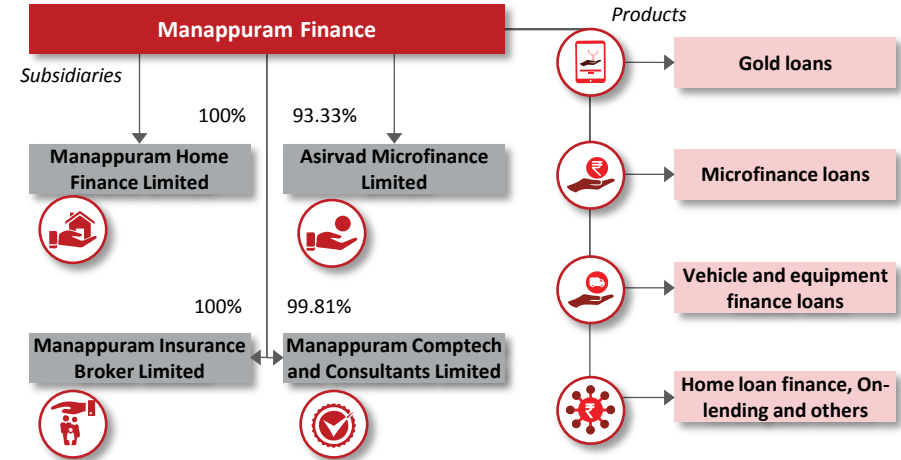 Products
Manappuram Finance
Subsidiaries
Gold loans
100%
93.33%
Manappuram Home
Finance Limited
Asirvad Microfinance
Limited
Microfinance loans
Vehicle and equipment
finance loans
100%
99.81%
Manappuram Insurance
Broker Limited
Manappuram Comptech
and Consultants Limited
Home loan finance, On-
lending and others
₹
₹